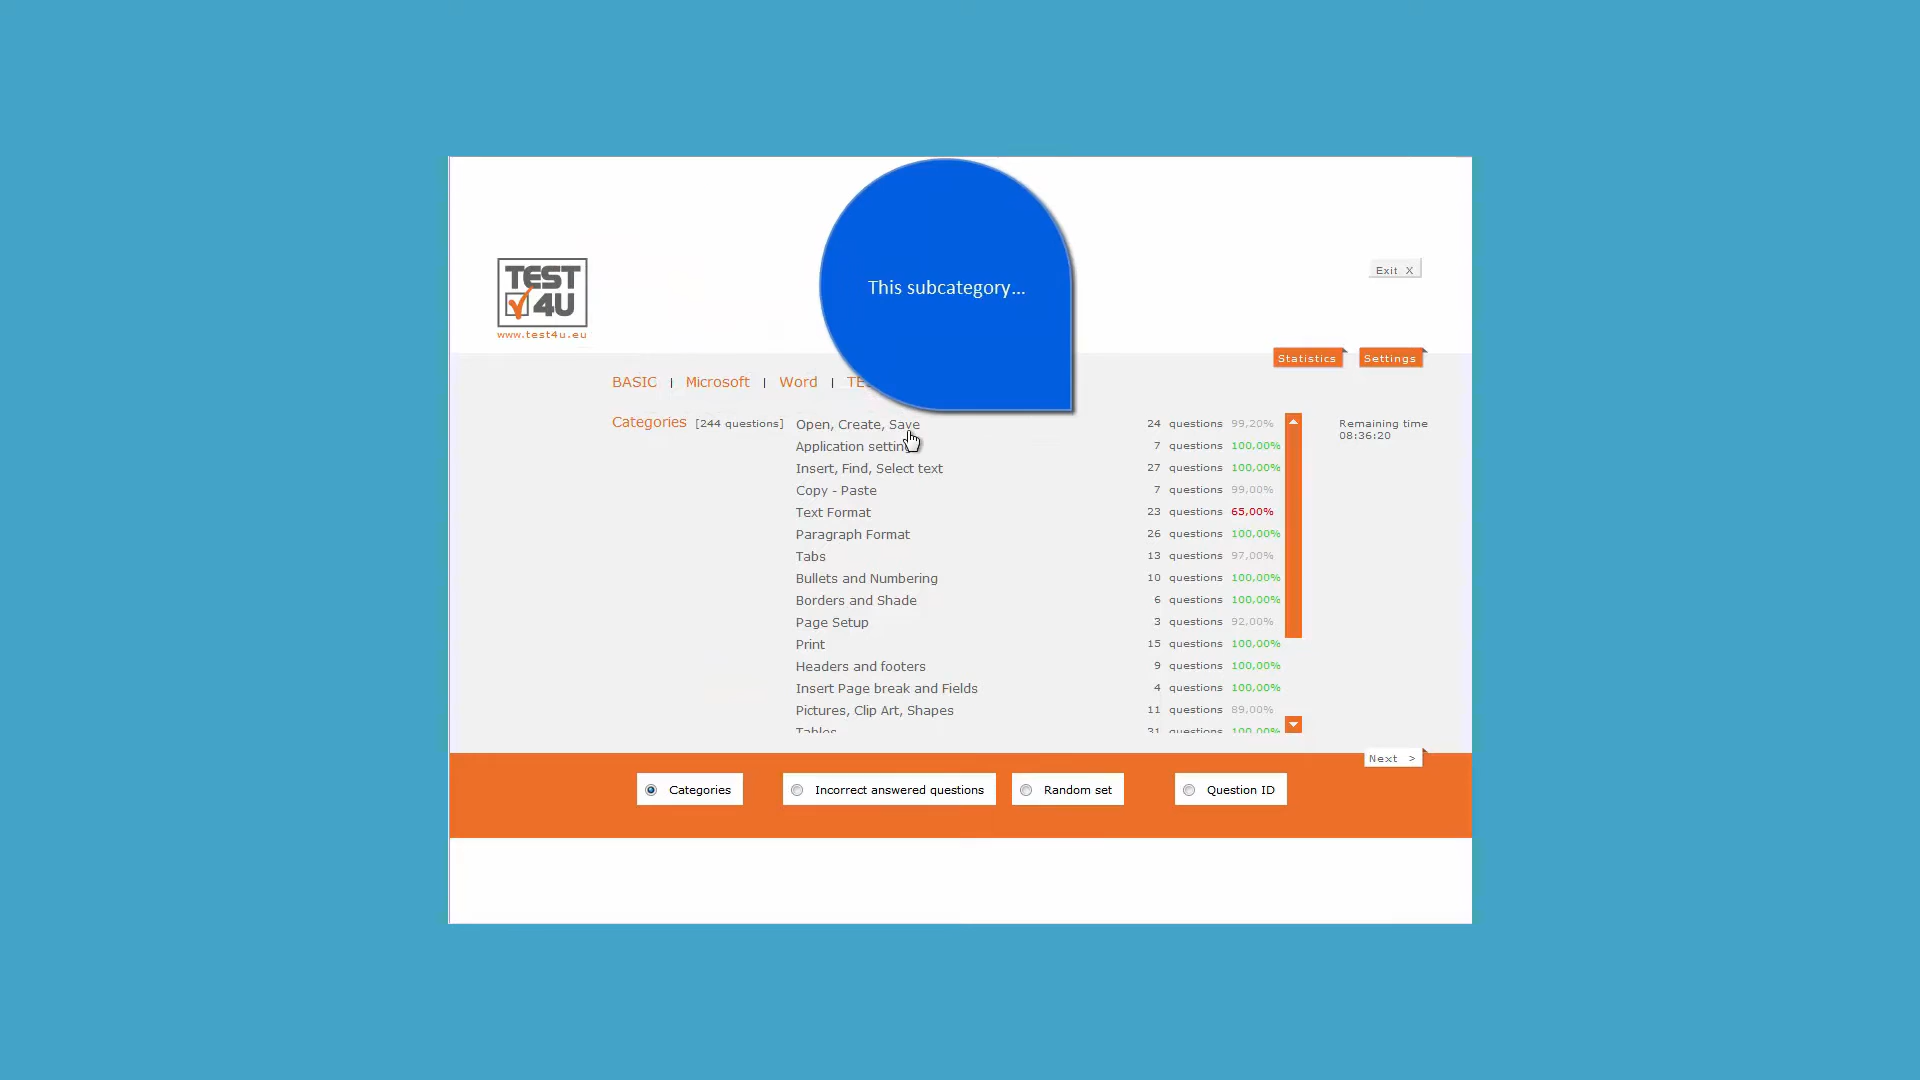 This subcategory...
TEST
4U
www.test4u.eu
Exit X
Statistics Settings
BASIC | Microsoft | Word |
Categories [244 questions]
Open, Create, Save 24 questions 99,20%
Application 7 questions 100,00%
Insert, Find, Select text 27 questions 100,00%
Copy - Paste 7 questions 99,00%
Text Format 23 questions 65,00%
Paragraph Format 26 questions 100,00%
Tabs 13 questions 97,00%
Bullets and Numbering 10 questions 100,00%
Borders and Shade 6 questions 100,00%
Page Setup 3 questions 92,00%
Print 15 questions 100,00%
Headers and footers 9 questions 100,00%
Insert Page break and Fields 4 questions 100,00%
Pictures, Clip Art, Shapes 11 questions 89,00%
Tables 31 questions 100,00%
Remaining time
08:36:20
Next >
Categories Incorrect answered questions Random set Question ID